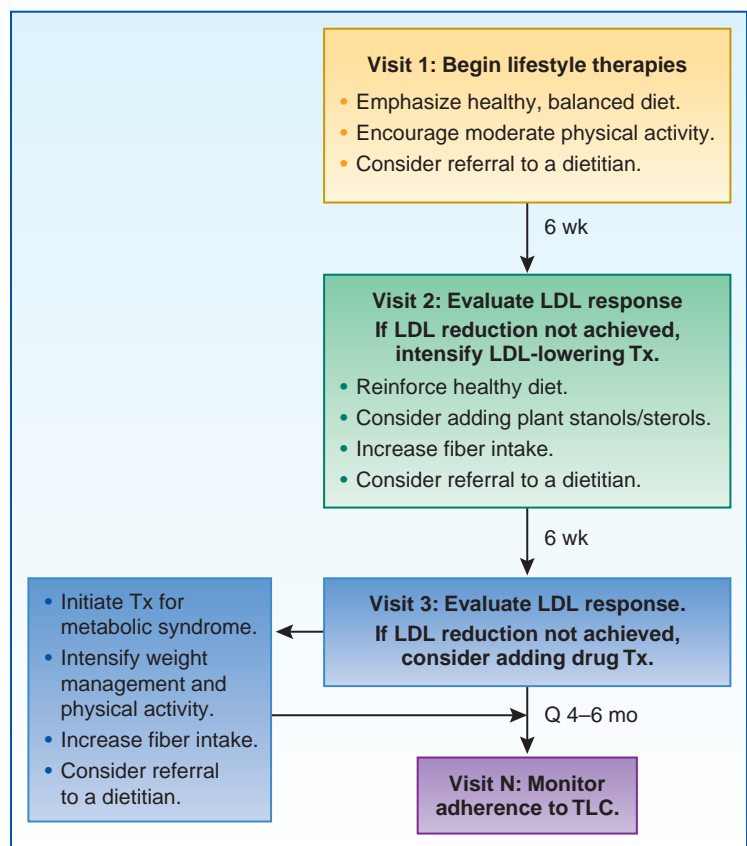 Visit 1: Begin lifestyle therapies
• Emphasize healthy, balanced diet.
• Encourage moderate physical activity.
• Consider referral to a dietitian.
6 wk
Visit 2: Evaluate LDL response
If LDL reduction not achieved,
intensify LDL-lowering Tx.
• Reinforce healthy diet.
• Consider adding plant stanols/sterols.
• Increase fiber intake.
• Consider referral to a dietitian.
6 wk
Visit 3: Evaluate LDL response.
If LDL reduction not achieved,
consider adding drug Tx.
• Initiate Tx for
metabolic syndrome.
• Intensify weight
management and
physical activity.
• Increase fiber intake.
• Consider referral
to a dietitian.
Q 4–6 mo
Visit N: Monitor
adherence to TLC.